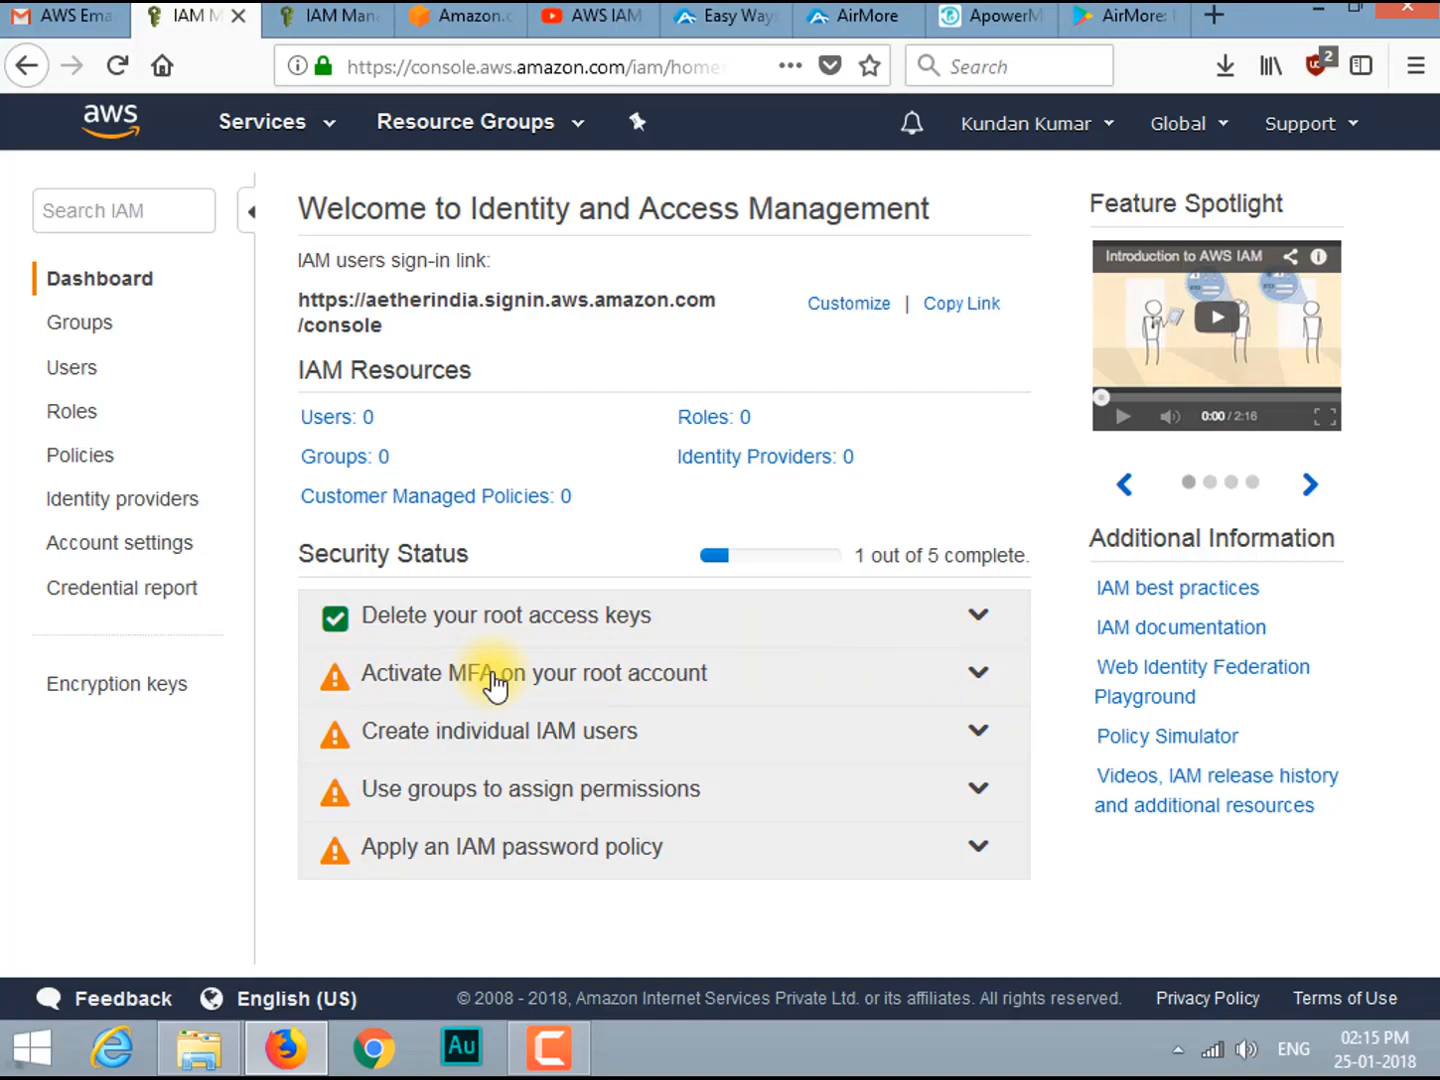 AWS Ema
IAM M
IAM Man
Amazon.c
AWS IAM
Easy Way
AirMore
ApowerM
AirMore:
https://console.aws.amazon.com/iam/home
Search
2
aws
Services
Resource Groups
Kundan Kumar
Global
Support
Search IAM
Dashboard
Groups
Users
Roles
Policies
Identity providers
Account settings
Credential report
Encryption keys
Welcome to Identity and Access Management
IAM users sign-in link:
https://aetherindia.signin.aws.amazon.com
/console
Customize | Copy Link
IAM Resources
Users: 0
Roles: 0
Groups: 0
Identity Providers: 0
Customer Managed Policies: 0
Security Status
1 out of 5 complete.
Delete your root access keys
Activate MFA on your root account
Create individual IAM users
Use groups to assign permissions
Apply an IAM password policy
Feature Spotlight
Introduction to AWS IAM
0:00 / 2:16
Additional Information
IAM best practices
IAM documentation
Web Identity Federation
Playground
Policy Simulator
Videos, IAM release history
and additional resources
Feedback
English (US)
© 2008 - 2018, Amazon Internet Services Private Ltd. or its affiliates. All rights reserved.
Privacy Policy
Terms of Use
Au
ENG
02:15 PM
25-01-2018